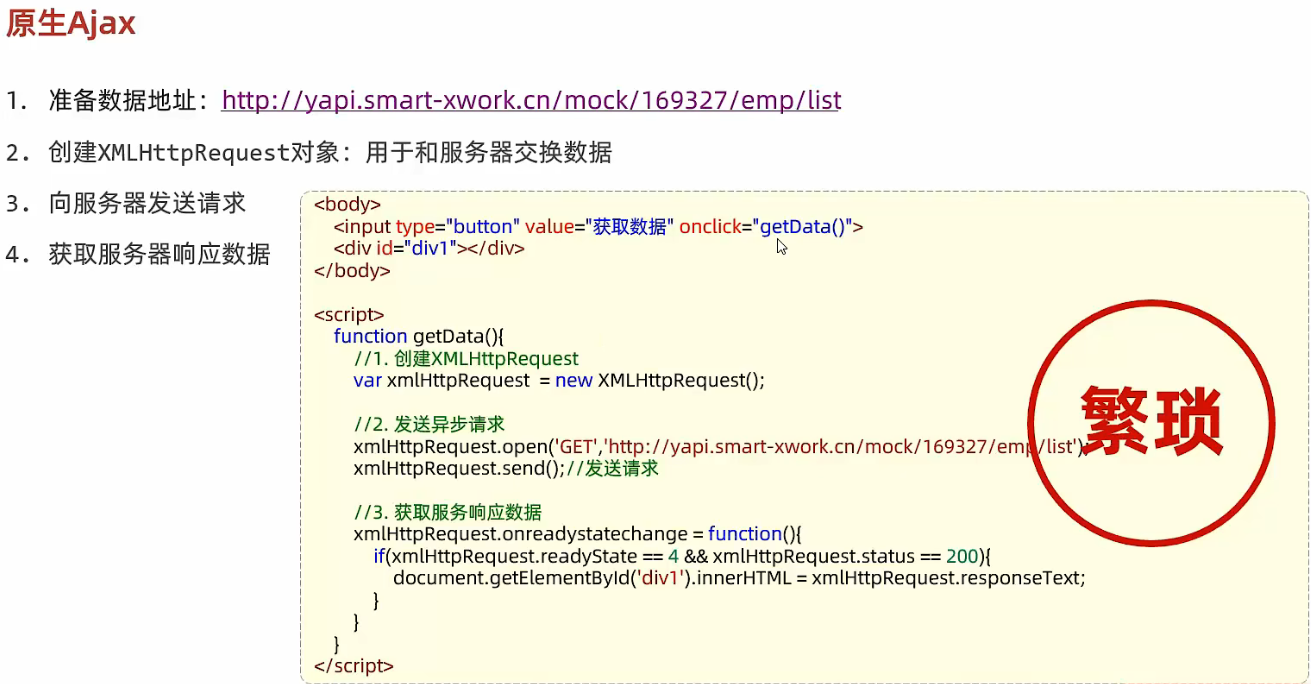 原生Ajax
1. 准备数据地址：http://yapi.smart-xwork.cn/mock/169327/emp/list
2. 创建XMLHttpRequest对象：用于和服务器交换数据
3. 向服务器发送请求
4. 获取服务器响应数据
<body>
<input type="button" value="获取数据" onclick="getData()">
<div id="div1"></div>
</body>
<script>
function getData(){
//1. 创建XMLHttpRequest
var xmlHttpRequest = new XMLHttpRequest();
//2. 发送异步请求
xmlHttpRequest.open('GET','http://yapi.smart-xwork.cn/mock/169327/emp/list');
xmlHttpRequest.send();//发送请求
//3. 获取服务响应数据
xmlHttpRequest.onreadystatechange = function(){
if(xmlHttpRequest.readyState == 4 && xmlHttpRequest.status == 200){
document.getElementById('div1').innerHTML = xmlHttpRequest.responseText;
}
}
}
</script>
繁琐